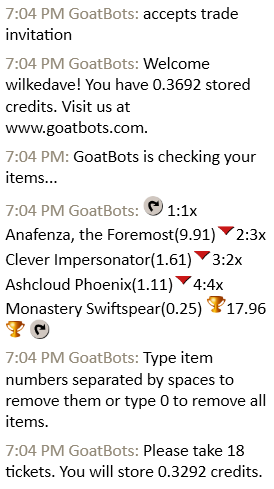 7:04 PM GoatBots: accepts trade
invitation
7:04 PM GoatBots: Welcome
wilkedave! You have 0.3692 stored
credits. Visit us at
www.goatbots.com.
7:04 PM: GoatBots is checking your
items...
7:04 PM GoatBots: 1:1x
Anafenza, the Foremost(9.91) 2:3x
Clever Impersonator(1.61) 3:2x
Ashcloud Phoenix(1.11) 4:4x
Monastery Swiftspear(0.25) 17.96
7:04 PM GoatBots: Type item
numbers separated by spaces to
remove them or type 0 to remove all
items.
7:04 PM GoatBots: Please take 18
tickets. You will store 0.3292 credits.